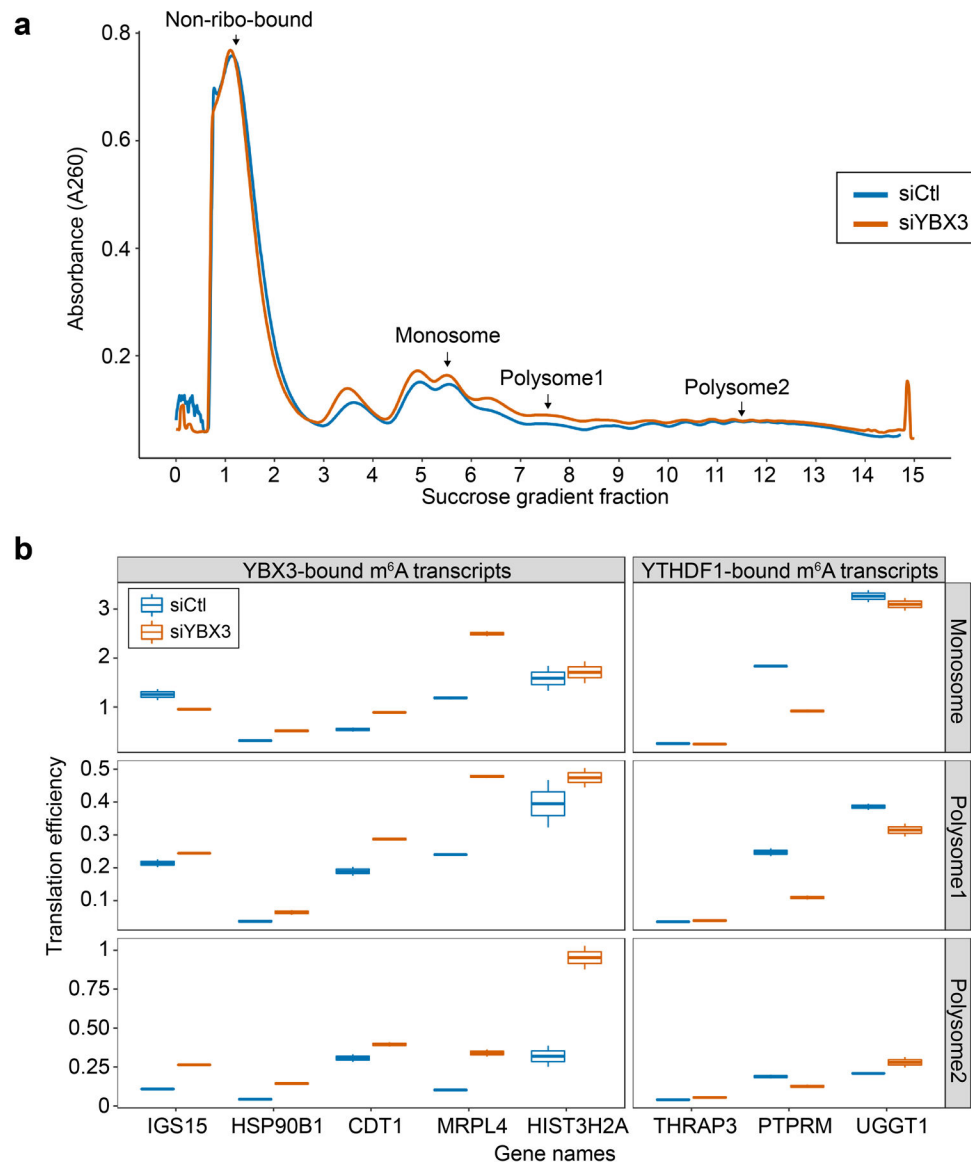 a
Non-ribo-bound
0.8
0.6
0.4
0.2
Absorbance (A260)
siCtl
siYBX3
Monosome
Polysome1
Polysome2
0 1 2 3 4 5 6 7 8 9 10 11 12 13 14 15
Succrose gradient fraction
b
YBX3-bound m⁶A transcripts
YTHDF1-bound m⁶A transcripts
siCtl
siYBX3
3
2
1
Monosome
0.5
0.4
0.3
0.2
0.1
Polysome1
Translation efficiency
1
0.75
0.50
0.25
0
Polysome2
IGS15 HSP90B1 CDT1 MRPL4 HIST3H2A THRAP3 PTPRM UGGT1
Gene names